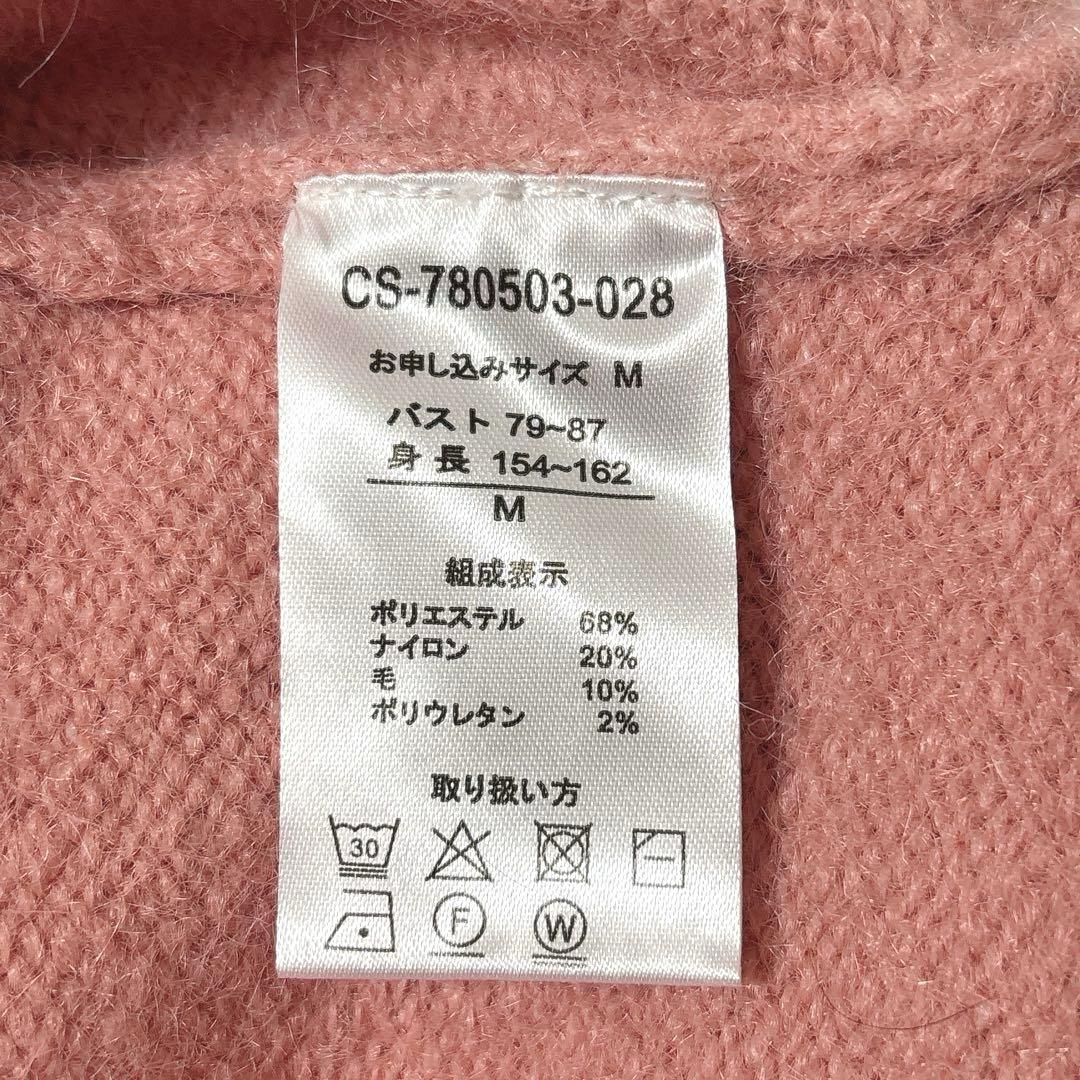 CS-780503-028
お申し込みサイズ M
バスト 79~87
身長 154~162
M
組成表示
ポリエステル 68%
ナイロン 20%
毛 10%
ポリウレタン 2%
取り扱い方
30
F W